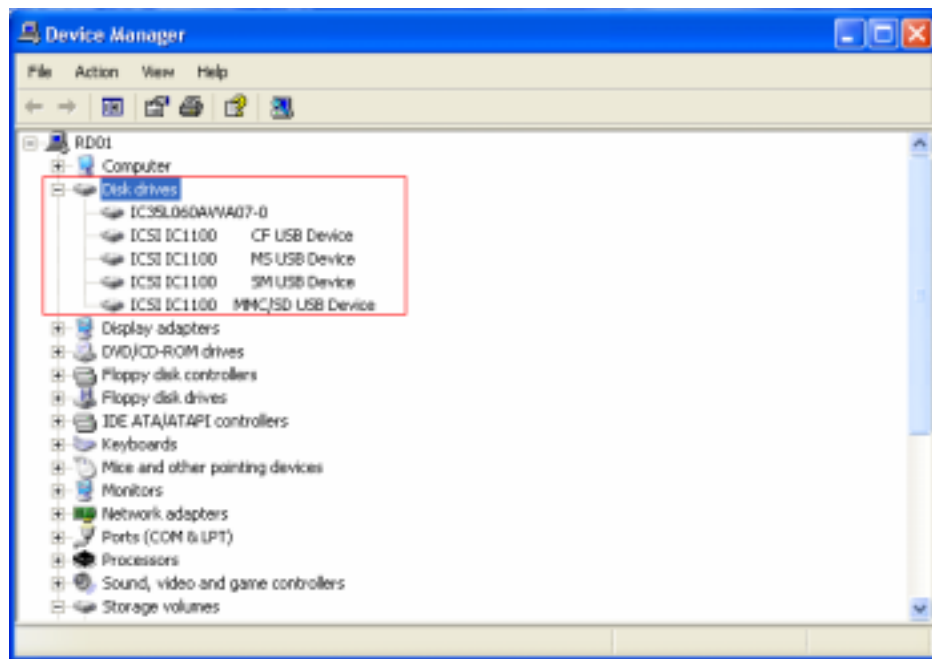 Device Manager
File Action View Help
RD01
Computer
Disk drives
IC35L060AVVA07-0
ICSI IC1100 CF USB Device
ICSI IC1100 MS USB Device
ICSI IC1100 SM USB Device
ICSI IC1100 MMC/SD USB Device
Display adapters
DVD/CD-ROM drives
Floppy disk controllers
Floppy disk drives
IDE ATA/ATAPI controllers
Keyboards
Mice and other pointing devices
Monitors
Network adapters
Ports (COM & LPT)
Processors
Sound, video and game controllers
Storage volumes